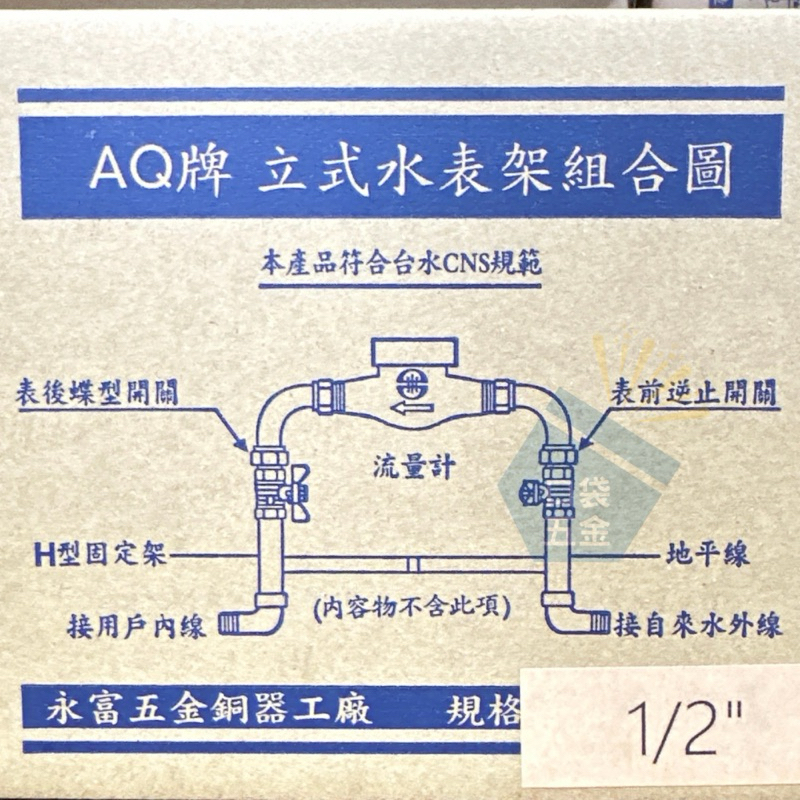 AQ牌 立式水表架組合圖
本產品符合台水CNS規範
表後蝶型開關
表前逆止開關
流量計
袋
五金
H型固定架
地平線
(內容物不含此項)
接用戶內線
接自來水外線
永富五金銅器工廠 規格
1/2"